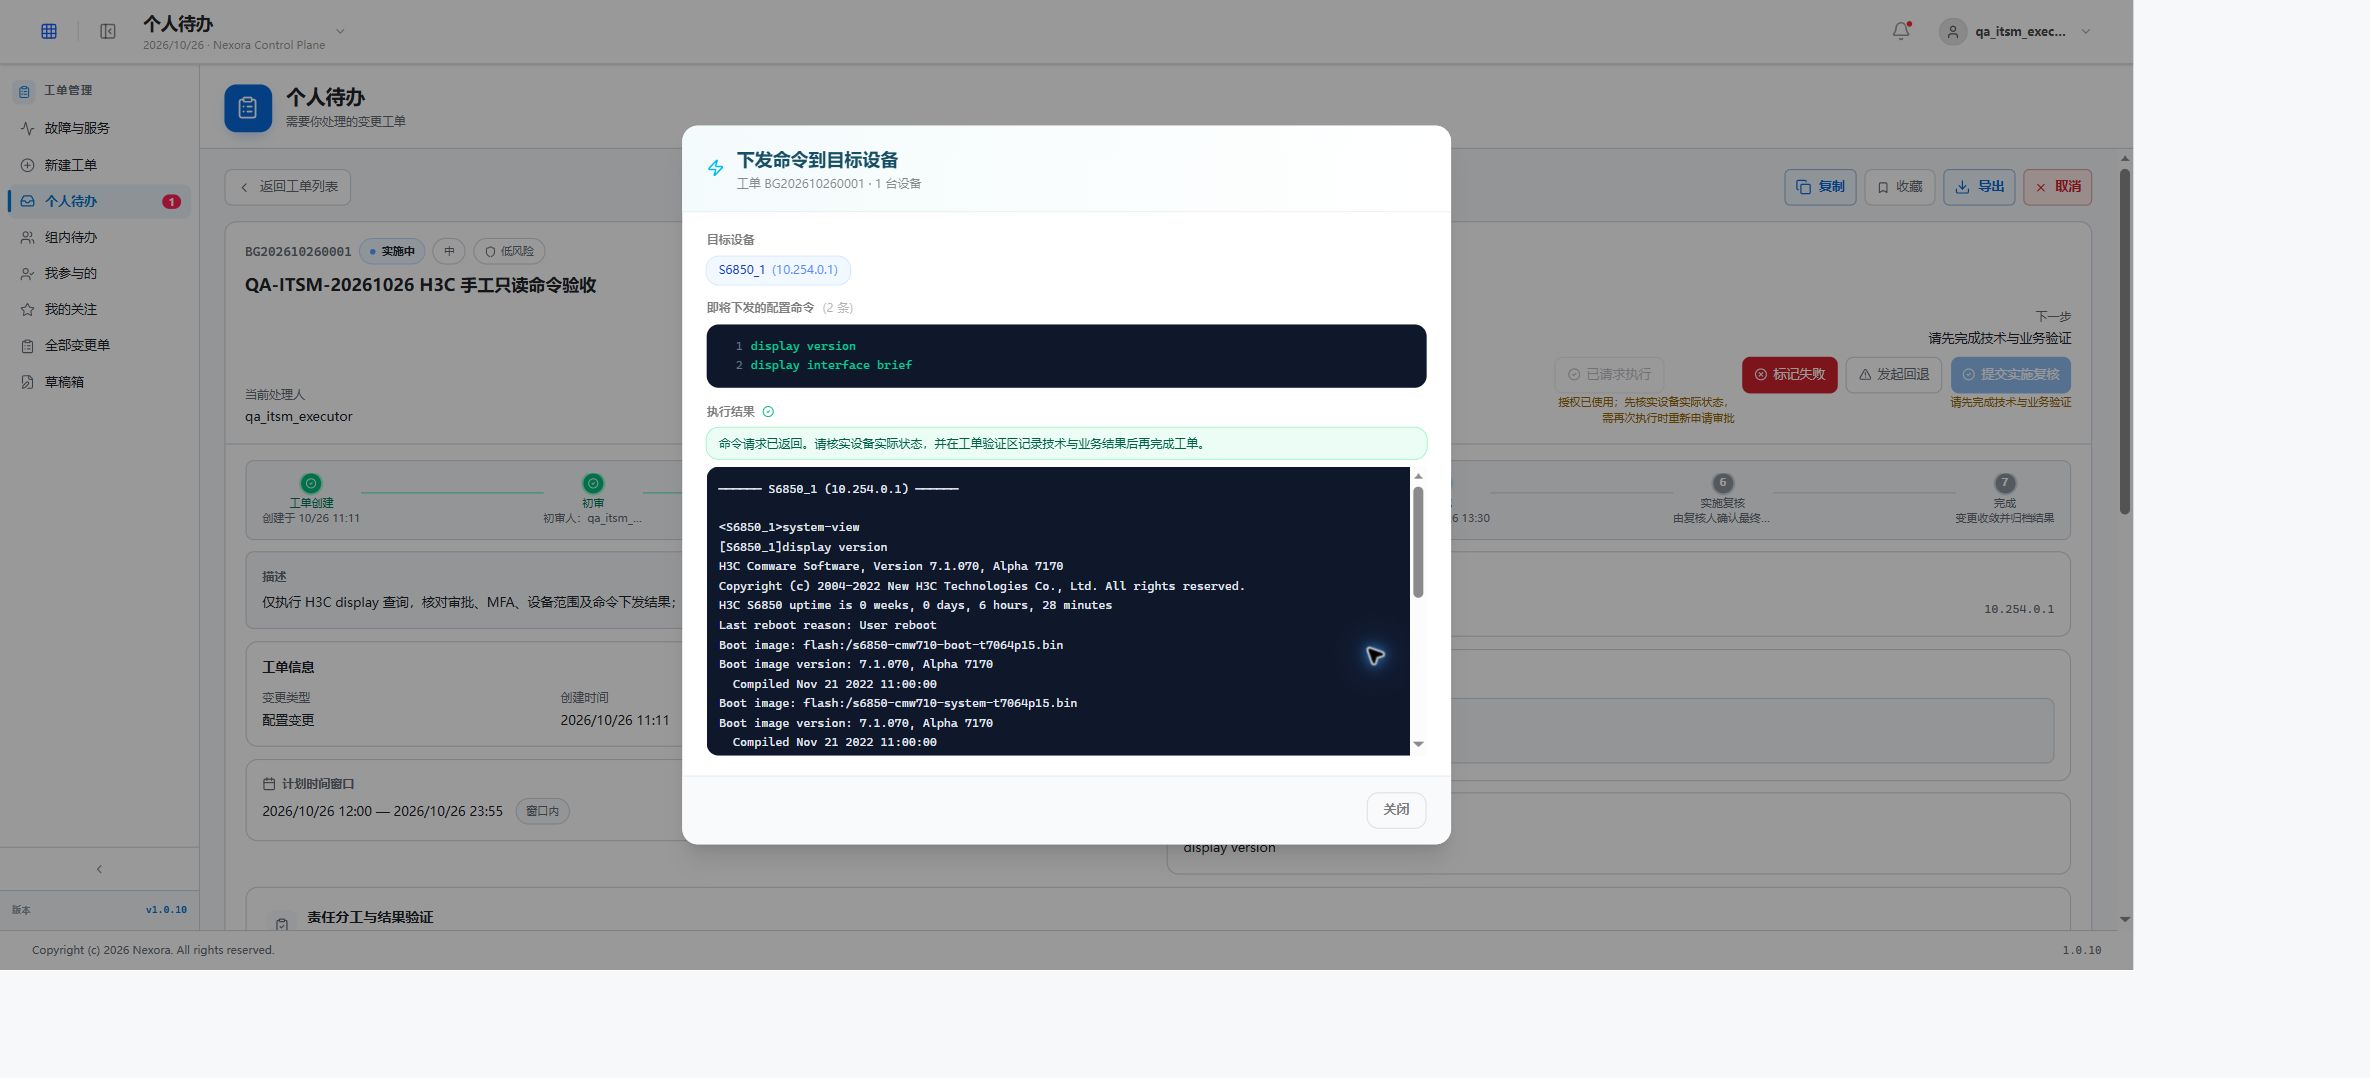 个人待办
2026/10/26 · Nexora Control Plane
qa_itsm_exec...
工单管理
故障与服务
新建工单
个人待办
1
组内待办
我参与的
我的关注
全部变更单
草稿箱
版本
v1.0.10
个人待办
需要你处理的变更工单
返回工单列表
复制
收藏
导出
取消
BG202610260001
实施中
中
低风险
QA-ITSM-20261026 H3C 手工只读命令验收
下一步
请先完成技术与业务验证
当前处理人
qa_itsm_executor
已请求执行
标记失败
发起回退
提交实施复核
授权已使用；先核实设备实际状态，
需再次执行时重新申请审批
请先完成技术与业务验证
工单创建
创建于 10/26 11:11
初审
初审人：qa_itsm_...
6 13:30
6
实施复核
由复核人确认最终...
7
完成
变更收敛并归档结果
描述
仅执行 H3C display 查询，核对审批、MFA、设备范围及命令下发结果；
10.254.0.1
工单信息
变更类型
配置变更
创建时间
2026/10/26 11:11
计划时间窗口
2026/10/26 12:00 — 2026/10/26 23:55
窗口内
display version
责任分工与结果验证
下发命令到目标设备
工单 BG202610260001 · 1 台设备
目标设备
S6850_1 (10.254.0.1)
即将下发的配置命令 (2 条)
1 display version
2 display interface brief
执行结果
命令请求已返回。请核实设备实际状态，并在工单验证区记录技术与业务结果后再完成工单。
—————— S6850_1 (10.254.0.1) ——————
<S6850_1>system-view
[S6850_1]display version
H3C Comware Software, Version 7.1.070, Alpha 7170
Copyright (c) 2004-2022 New H3C Technologies Co., Ltd. All rights reserved.
H3C S6850 uptime is 0 weeks, 0 days, 6 hours, 28 minutes
Last reboot reason: User reboot
Boot image: flash:/s6850-cmw710-boot-t7064p15.bin
Boot image version: 7.1.070, Alpha 7170
Compiled Nov 21 2022 11:00:00
Boot image: flash:/s6850-cmw710-system-t7064p15.bin
Boot image version: 7.1.070, Alpha 7170
Compiled Nov 21 2022 11:00:00
关闭
Copyright (c) 2026 Nexora. All rights reserved.
1.0.10